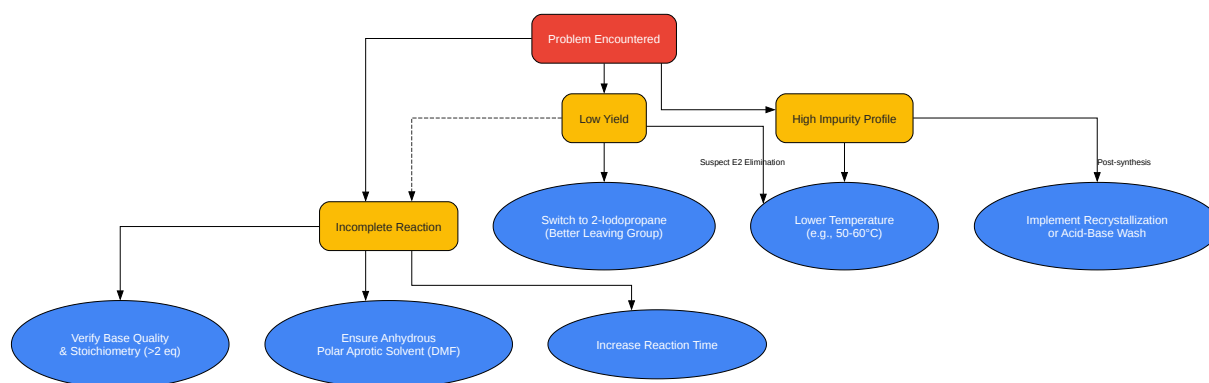 Problem Encountered
Low Yield
High Impurity Profile
Suspect E2 Elimination
Post-synthesis
Incomplete Reaction
Switch to 2-Iodopropane
(Better Leaving Group)
Lower Temperature
(e.g., 50-60°C)
Implement Recrystallization
or Acid-Base Wash
Verify Base Quality
& Stoichiometry (>2 eq)
Ensure Anhydrous
Polar Aprotic Solvent (DMF)
Increase Reaction Time